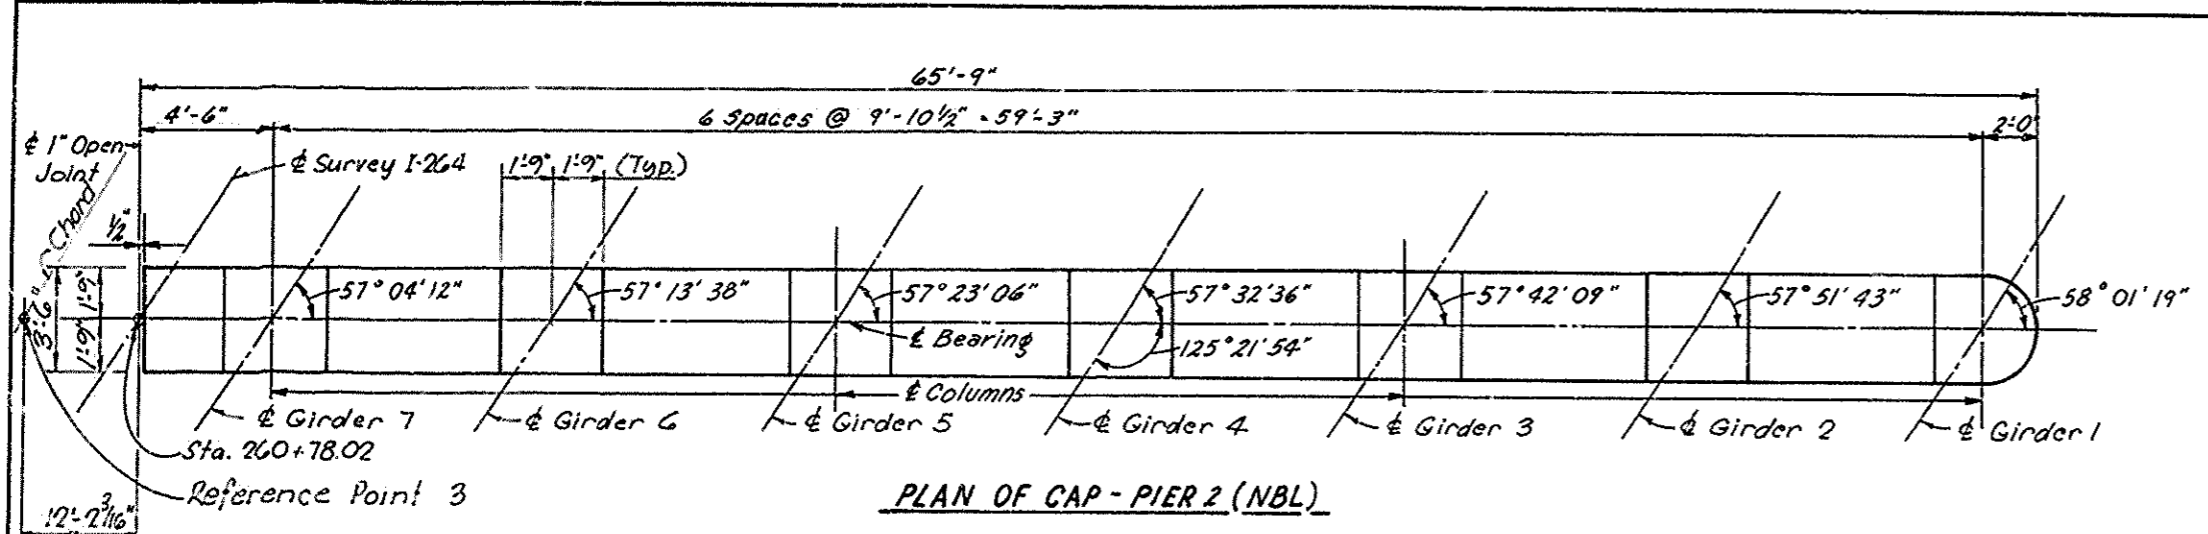 65'-9"
4'-6"
6 Spaces @ 9'-10½" = 59'-3"
2'-0"
℄ 1" Open
Joint
℄ Survey I-264
1'-9" 1'-9" (Typ.)
Chord
½"
3'-6"
1'-9" 1'-9"
57°04'12"
57°13'38"
57°23'06"
57°32'36"
57°42'09"
57°51'43"
58°01'19"
℄ Bearing
125°21'54"
℄ Columns
℄ Girder 7
℄ Girder 6
℄ Girder 5
℄ Girder 4
℄ Girder 3
℄ Girder 2
℄ Girder 1
Sta. 260+78.02
Reference Point 3
12'-2 3/16"
PLAN OF CAP - PIER 2 (NBL)